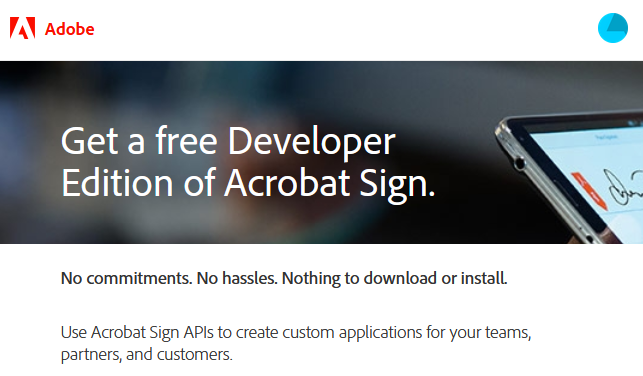 Adobe
Get a free Developer
Edition of Acrobat Sign.
No commitments. No hassles. Nothing to download or install.
Use Acrobat Sign APIs to create custom applications for your teams,
partners, and customers.